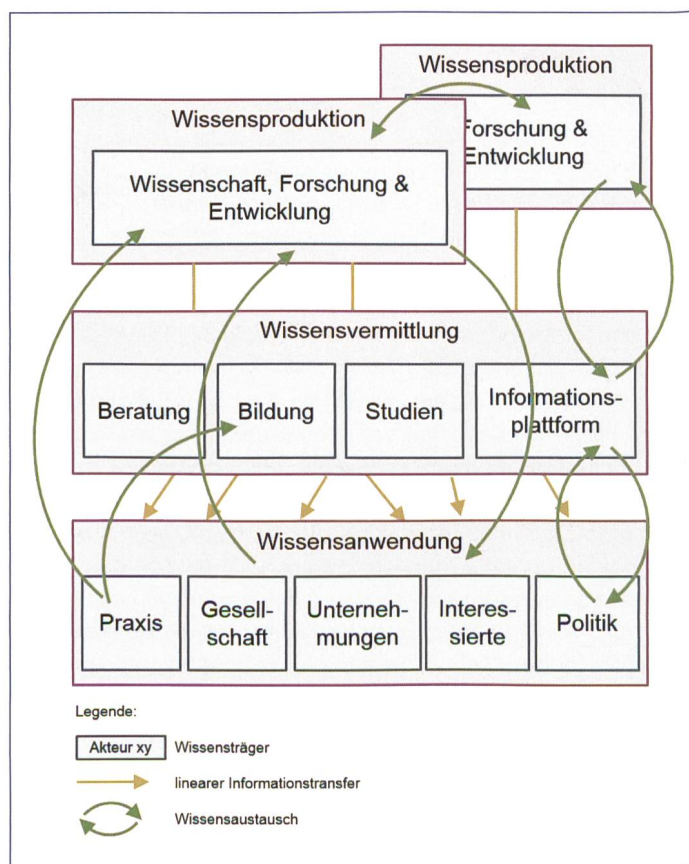 Wissensproduktion
Forschung &
Entwicklung
Wissensproduktion
Wissenschaft, Forschung &
Entwicklung
Wissensvermittlung
Beratung
Bildung
Studien
Informations-
plattform
Wissensanwendung
Praxis
Gesell-
schaft
Unterneh-
mungen
Interes-
sierte
Politik
Legende:
Akteur xy Wissensträger
linearer Informationstransfer
Wissensaustausch